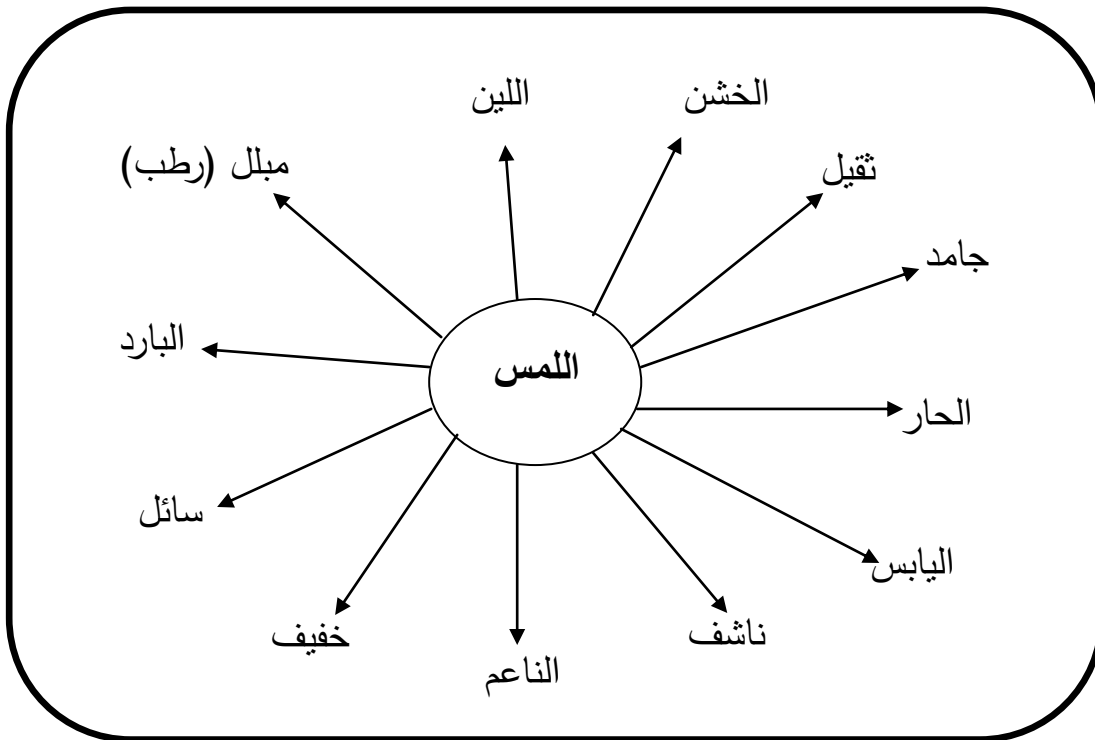 الخشن
اللين
ثقيل
مبلل (رطب)
جامد
البارد
اللمس
الحار
سائل
اليابس
ناشف
خفيف
الناعم